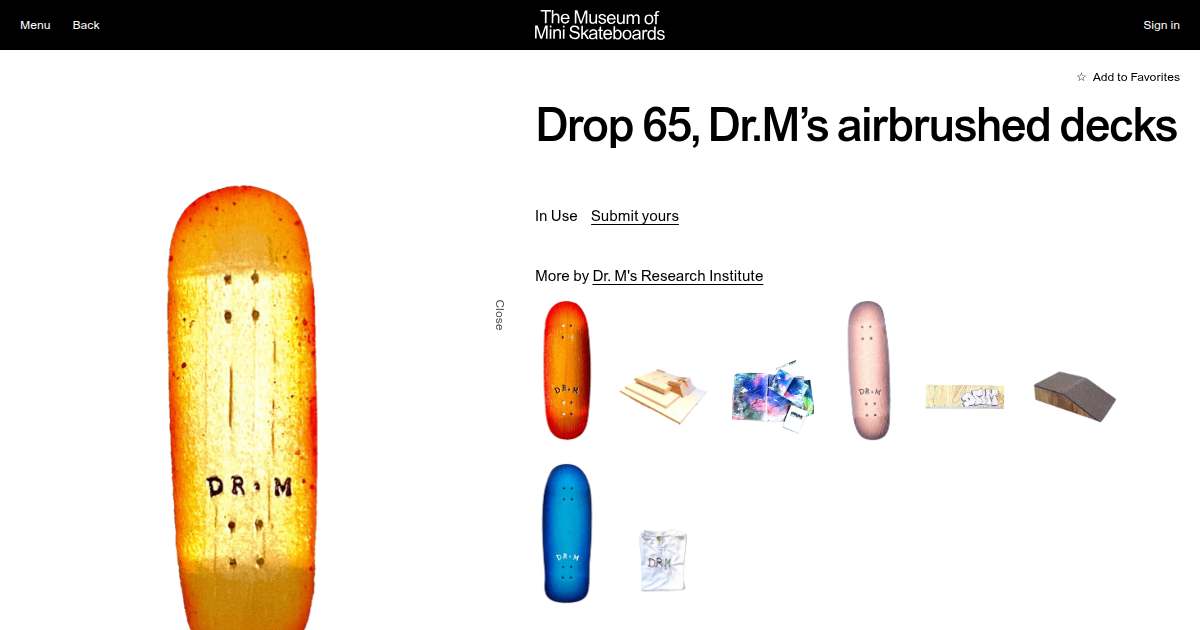 Menu
Back
The Museum of
Mini Skateboards
Sign in
☆ Add to Favorites
Drop 65, Dr.M’s airbrushed decks
In Use
Submit yours
More by Dr. M's Research Institute
Close
DR·M
DR·M
DR·M
DR·M
DRM